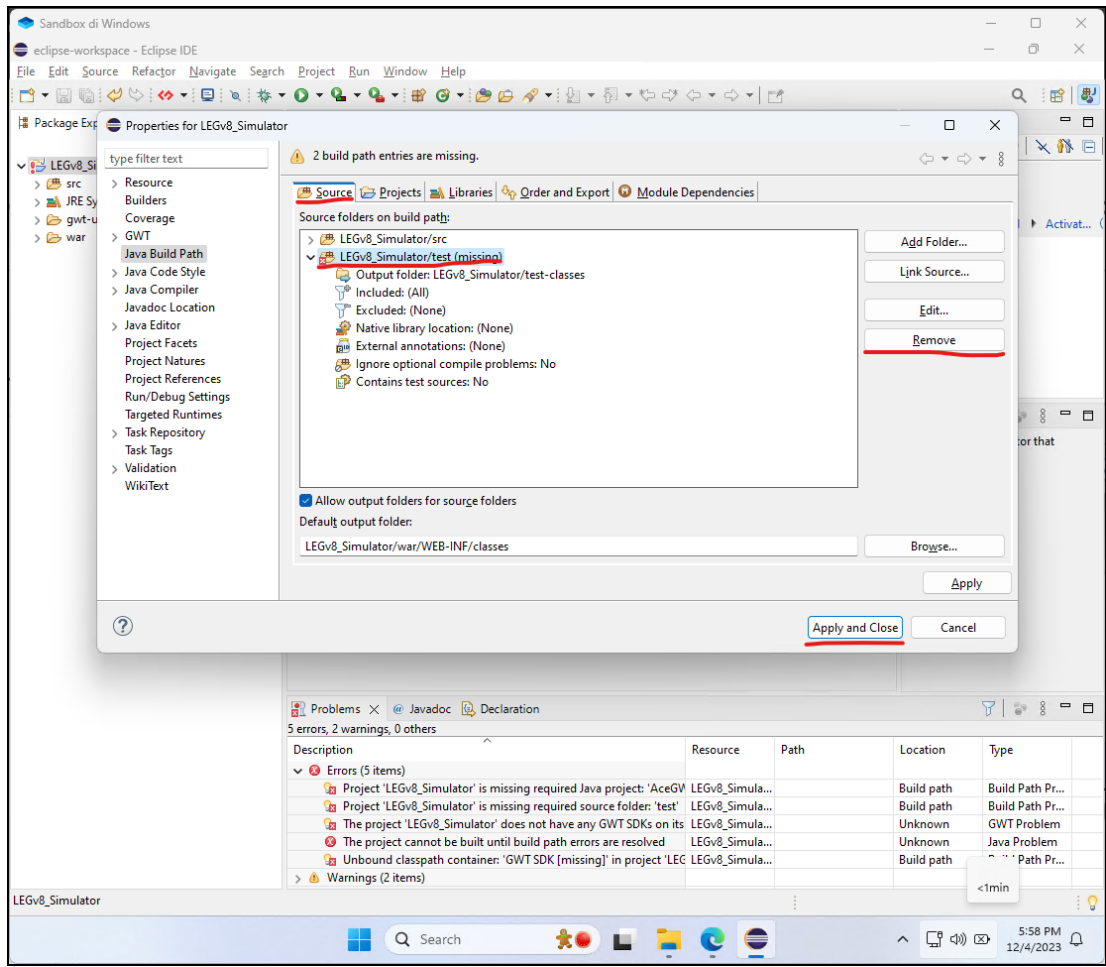 Sandbox di Windows
eclipse-workspace - Eclipse IDE
File Edit Source Refactor Navigate Search Project Run Window Help
Package Exp
Properties for LEGv8_Simulator
LEGv8_Si
src
JRE Sy
gwt-u
war
type filter text
Resource
Builders
Coverage
GWT
Java Build Path
Java Code Style
Java Compiler
Javadoc Location
Java Editor
Project Facets
Project Natures
Project References
Run/Debug Settings
Targeted Runtimes
Task Repository
Task Tags
Validation
WikiText
2 build path entries are missing.
Source Projects Libraries Order and Export Module Dependencies
Source folders on build path:
LEGv8_Simulator/src
LEGv8_Simulator/test (missing)
Output folder: LEGv8_Simulator/test-classes
Included: (All)
Excluded: (None)
Native library location: (None)
External annotations: (None)
Ignore optional compile problems: No
Contains test sources: No
Add Folder...
Link Source...
Edit...
Remove
Allow output folders for source folders
Default output folder:
LEGv8_Simulator/war/WEB-INF/classes
Browse...
Apply
Apply and Close
Cancel
Activat...
tor that
Problems Javadoc Declaration
5 errors, 2 warnings, 0 others
Description Resource Path Location Type
Errors (5 items)
Project 'LEGv8_Simulator' is missing required Java project: 'AceGW LEGv8_Simula... Build path Build Path Pr...
Project 'LEGv8_Simulator' is missing required source folder: 'test' LEGv8_Simula... Build path Build Path Pr...
The project 'LEGv8_Simulator' does not have any GWT SDKs on its LEGv8_Simula... Unknown GWT Problem
The project cannot be built until build path errors are resolved LEGv8_Simula... Unknown Java Problem
Unbound classpath container: 'GWT SDK [missing]' in project 'LEG LEGv8_Simula... Build path Path Pr...
Warnings (2 items)
<1min
LEGv8_Simulator
Search
5:58 PM
12/4/2023